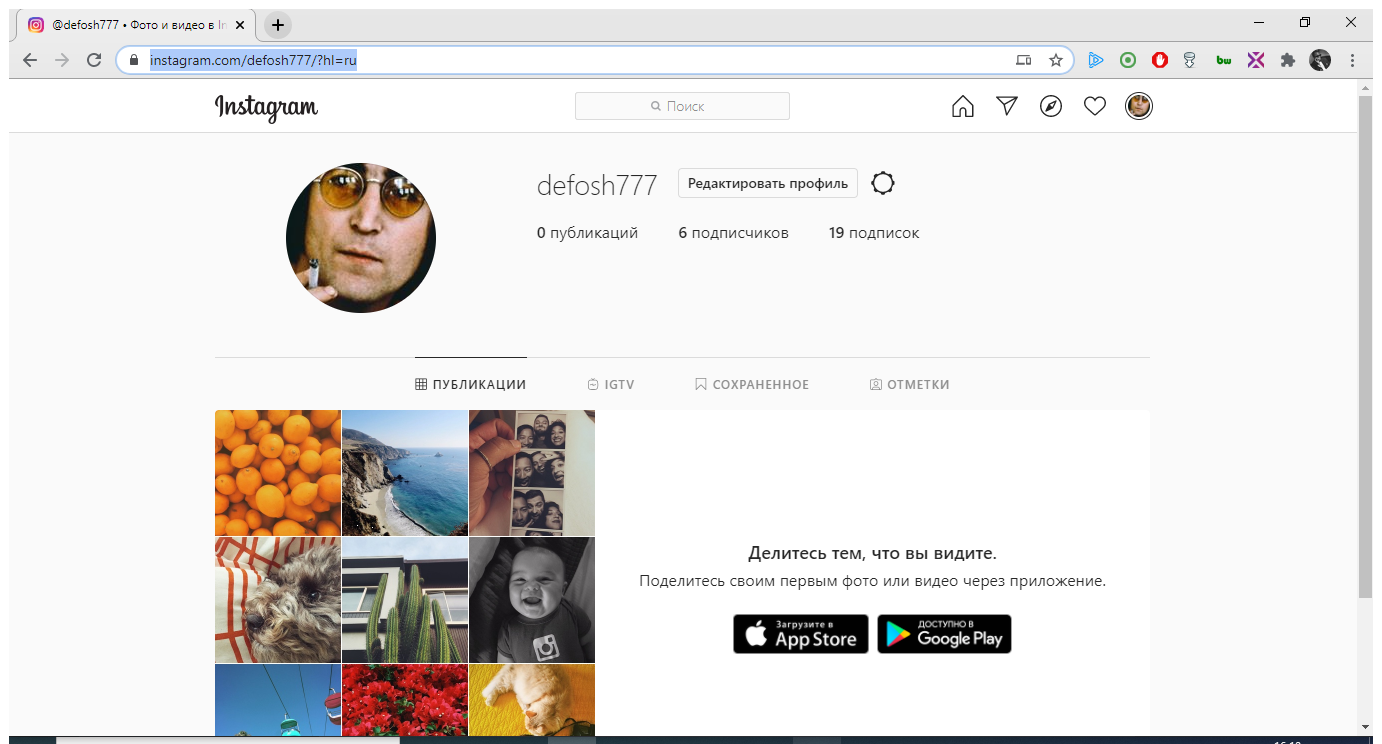 @defosh777 • Фото и видео в In
instagram.com/defosh777/?hl=ru
bw
Instagram
Поиск
defosh777
Редактировать профиль
0 публикаций
6 подписчиков
19 подписок
ПУБЛИКАЦИИ
IGTV
СОХРАНЕННОЕ
ОТМЕТКИ
Делитесь тем, что вы видите.
Поделитесь своим первым фото или видео через приложение.
Загрузите в
App Store
ДОСТУПНО В
Google Play